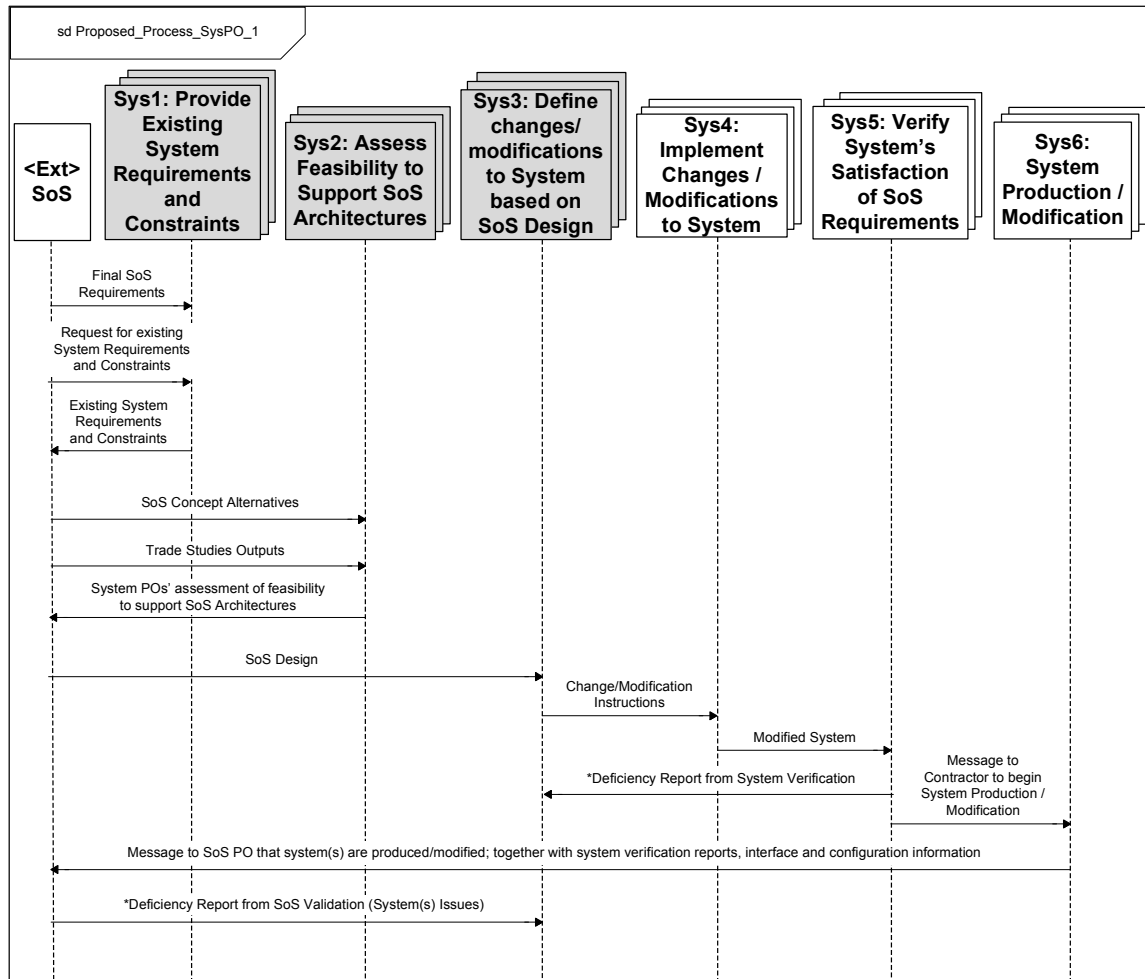 sd Proposed_Process_SysPO_1
<Ext>
SoS
Sys1: Provide
Existing
System
Requirements
and
Constraints
Sys2: Assess
Feasibility to
Support SoS
Architectures
Sys3: Define
changes/
modifications
to System
based on
SoS Design
Sys4:
Implement
Changes /
Modifications
to System
Sys5: Verify
System's
Satisfaction
of SoS
Requirements
Sys6:
System
Production /
Modification
Final SoS
Requirements
Request for existing
System Requirements
and Constraints
Existing System
Requirements
and Constraints
SoS Concept Alternatives
Trade Studies Outputs
System POs' assessment of feasibility
to support SoS Architectures
SoS Design
Change/Modification
Instructions
Modified System
*Deficiency Report from System Verification
Message to
Contractor to begin
System Production /
Modification
Message to SoS PO that system(s) are produced/modified; together with system verification reports, interface and configuration information
*Deficiency Report from SoS Validation (System(s) Issues)